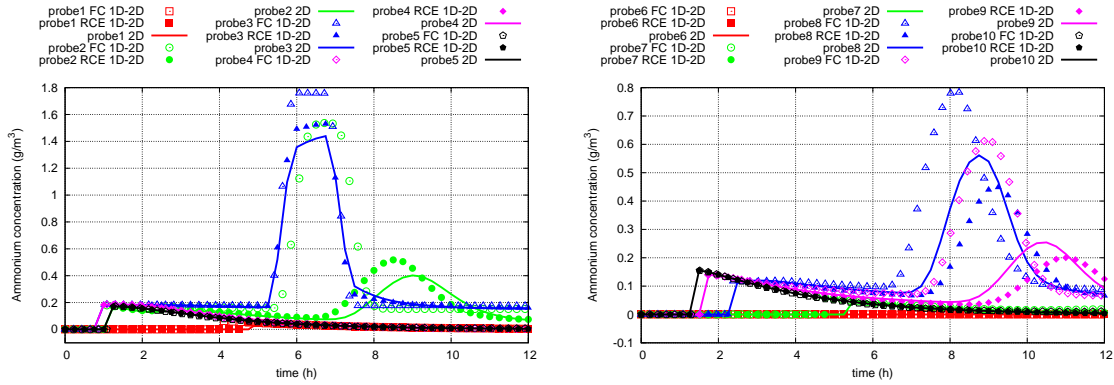 probe1 FC 1D-2D
probe1 RCE 1D-2D
probe1 2D
probe2 FC 1D-2D
probe2 RCE 1D-2D
probe2 2D
probe3 FC 1D-2D
probe3 RCE 1D-2D
probe3 2D
probe4 FC 1D-2D
probe4 RCE 1D-2D
probe4 2D
probe5 FC 1D-2D
probe5 RCE 1D-2D
probe5 2D
Ammonium concentration (g/m³)
1.8
1.6
1.4
1.2
1
0.8
0.6
0.4
0.2
0
0 2 4 6 8 10 12
time (h)
probe6 FC 1D-2D
probe6 RCE 1D-2D
probe6 2D
probe7 FC 1D-2D
probe7 RCE 1D-2D
probe7 2D
probe8 FC 1D-2D
probe8 RCE 1D-2D
probe8 2D
probe9 FC 1D-2D
probe9 RCE 1D-2D
probe9 2D
probe10 FC 1D-2D
probe10 RCE 1D-2D
probe10 2D
Ammonium concentration (g/m³)
0.8
0.7
0.6
0.5
0.4
0.3
0.2
0.1
0
-0.1
0 2 4 6 8 10 12
time (h)